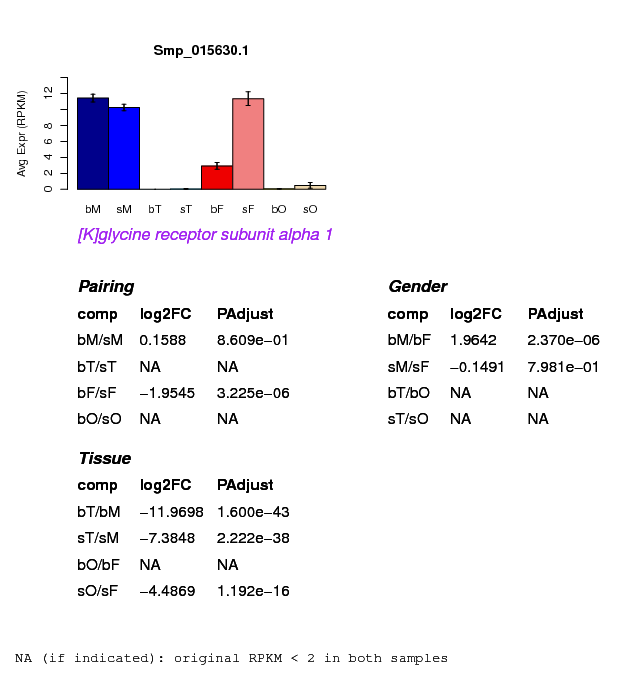 Smp_015630.1
Avg Expr (RPKM)
12
8
6
4
2
0
bM sM bT sT bF sF bO sO
[K]glycine receptor subunit alpha 1
Pairing
comp log2FC PAdjust
bM/sM 0.1588 8.609e−01
bT/sT NA NA
bF/sF −1.9545 3.225e−06
bO/sO NA NA
Gender
comp log2FC PAdjust
bM/bF 1.9642 2.370e−06
sM/sF −0.1491 7.981e−01
bT/bO NA NA
sT/sO NA NA
Tissue
comp log2FC PAdjust
bT/bM −11.9698 1.600e−43
sT/sM −7.3848 2.222e−38
bO/bF NA NA
sO/sF −4.4869 1.192e−16
NA (if indicated): original RPKM < 2 in both samples